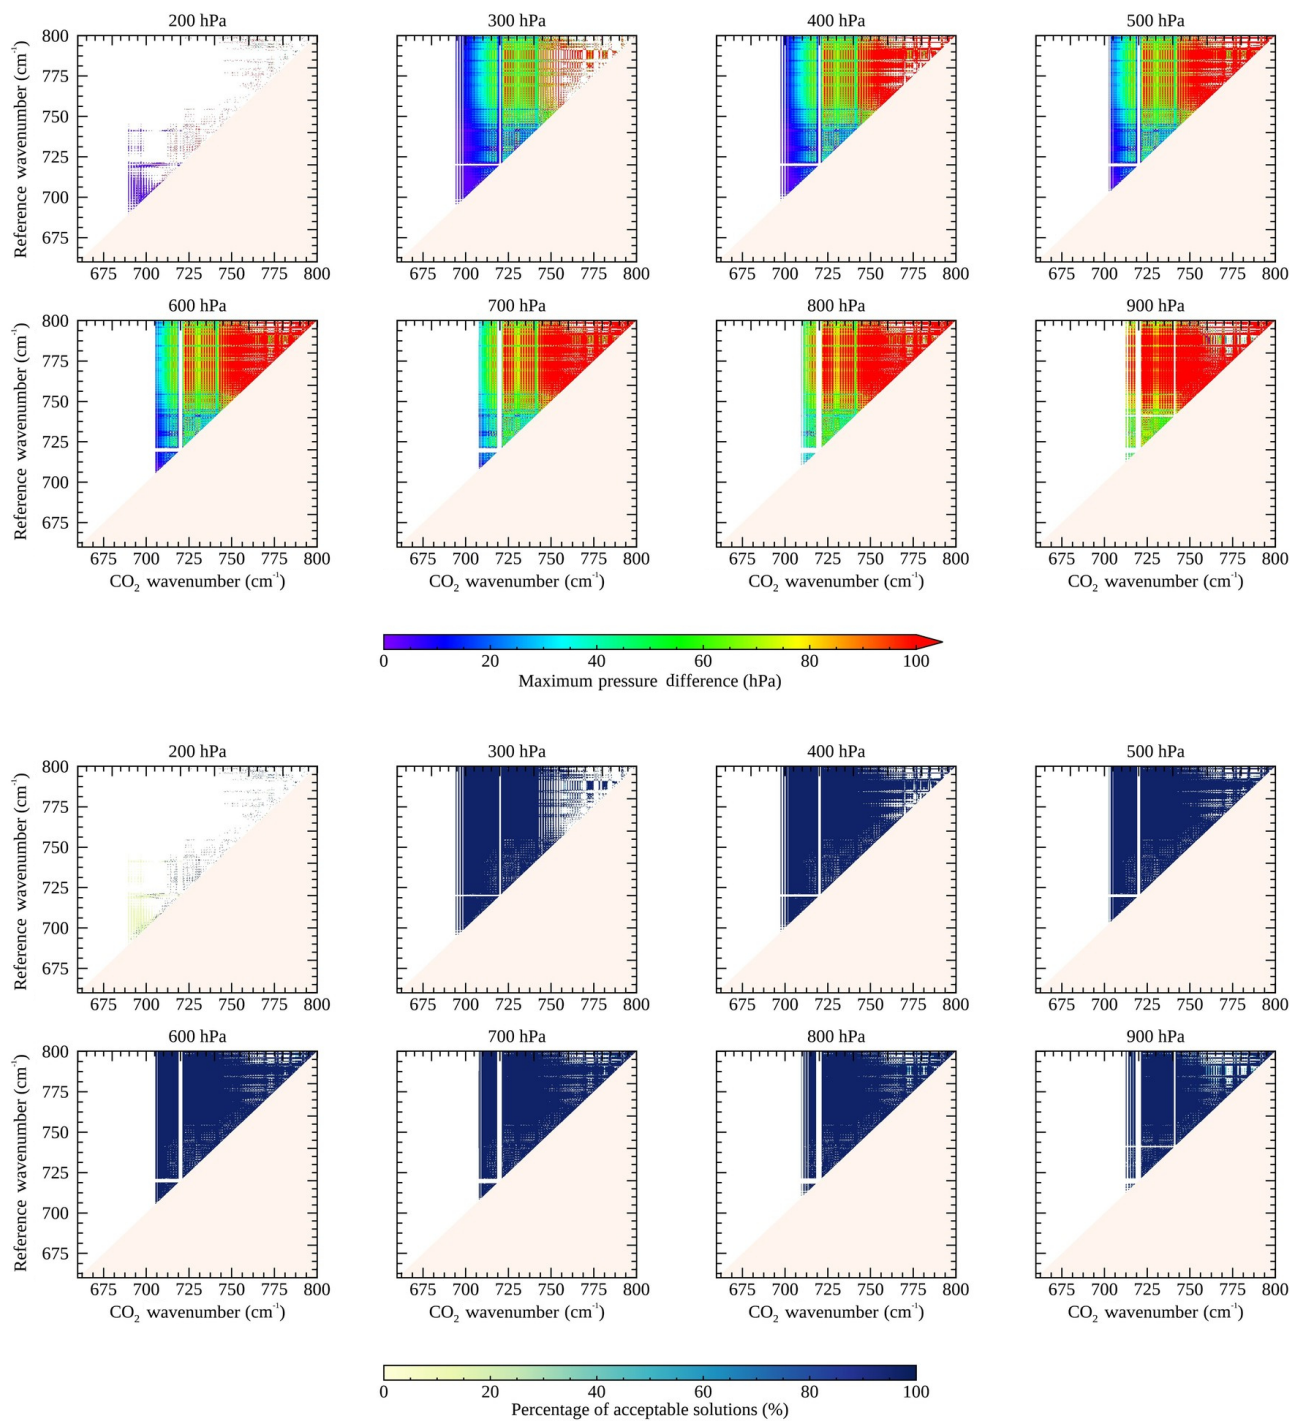 200 hPa 300 hPa 400 hPa 500 hPa
800
775
750
725
700
675
Reference wavenumber (cm⁻¹)
675 700 725 750 775 800 675 700 725 750 775 800 675 700 725 750 775 800 675 700 725 750 775 800
600 hPa 700 hPa 800 hPa 900 hPa
800
775
750
725
700
675
Reference wavenumber (cm⁻¹)
675 700 725 750 775 800 675 700 725 750 775 800 675 700 725 750 775 800 675 700 725 750 775 800
CO₂ wavenumber (cm⁻¹) CO₂ wavenumber (cm⁻¹) CO₂ wavenumber (cm⁻¹) CO₂ wavenumber (cm⁻¹)
0 20 40 60 80 100
Maximum pressure difference (hPa)
200 hPa 300 hPa 400 hPa 500 hPa
800
775
750
725
700
675
Reference wavenumber (cm⁻¹)
675 700 725 750 775 800 675 700 725 750 775 800 675 700 725 750 775 800 675 700 725 750 775 800
600 hPa 700 hPa 800 hPa 900 hPa
800
775
750
725
700
675
Reference wavenumber (cm⁻¹)
675 700 725 750 775 800 675 700 725 750 775 800 675 700 725 750 775 800 675 700 725 750 775 800
CO₂ wavenumber (cm⁻¹) CO₂ wavenumber (cm⁻¹) CO₂ wavenumber (cm⁻¹) CO₂ wavenumber (cm⁻¹)
0 20 40 60 80 100
Percentage of acceptable solutions (%)